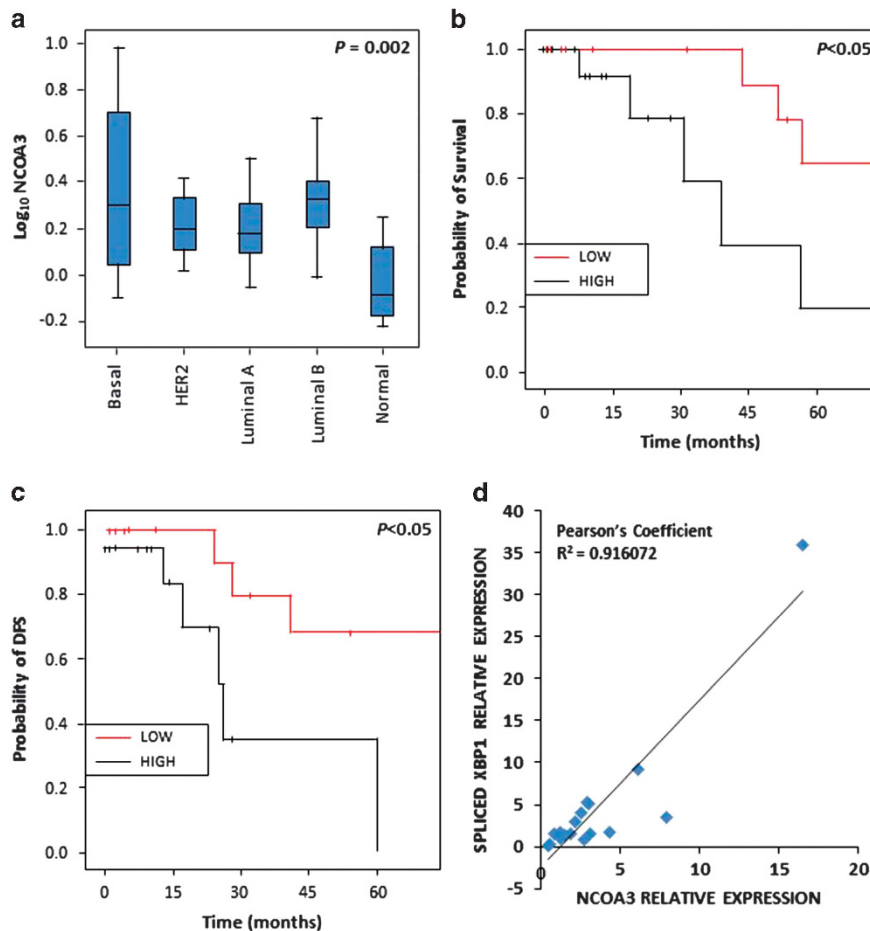 a
P = 0.002
Log10 NCOA3
1.0
0.8
0.6
0.4
0.2
0.0
-0.2
Basal
HER2
Luminal A
Luminal B
Normal
b
P<0.05
Probability of Survival
1.0
0.8
0.6
0.4
0.2
0.0
LOW
HIGH
0 15 30 45 60
Time (months)
c
P<0.05
Probability of DFS
1.0
0.8
0.6
0.4
0.2
0.0
LOW
HIGH
0 15 30 45 60
Time (months)
d
Pearson's Coefficient
R² = 0.916072
SPLICED XBP1 RELATIVE EXPRESSION
40
35
30
25
20
15
10
5
0
-5
0 5 10 15 20
NCOA3 RELATIVE EXPRESSION